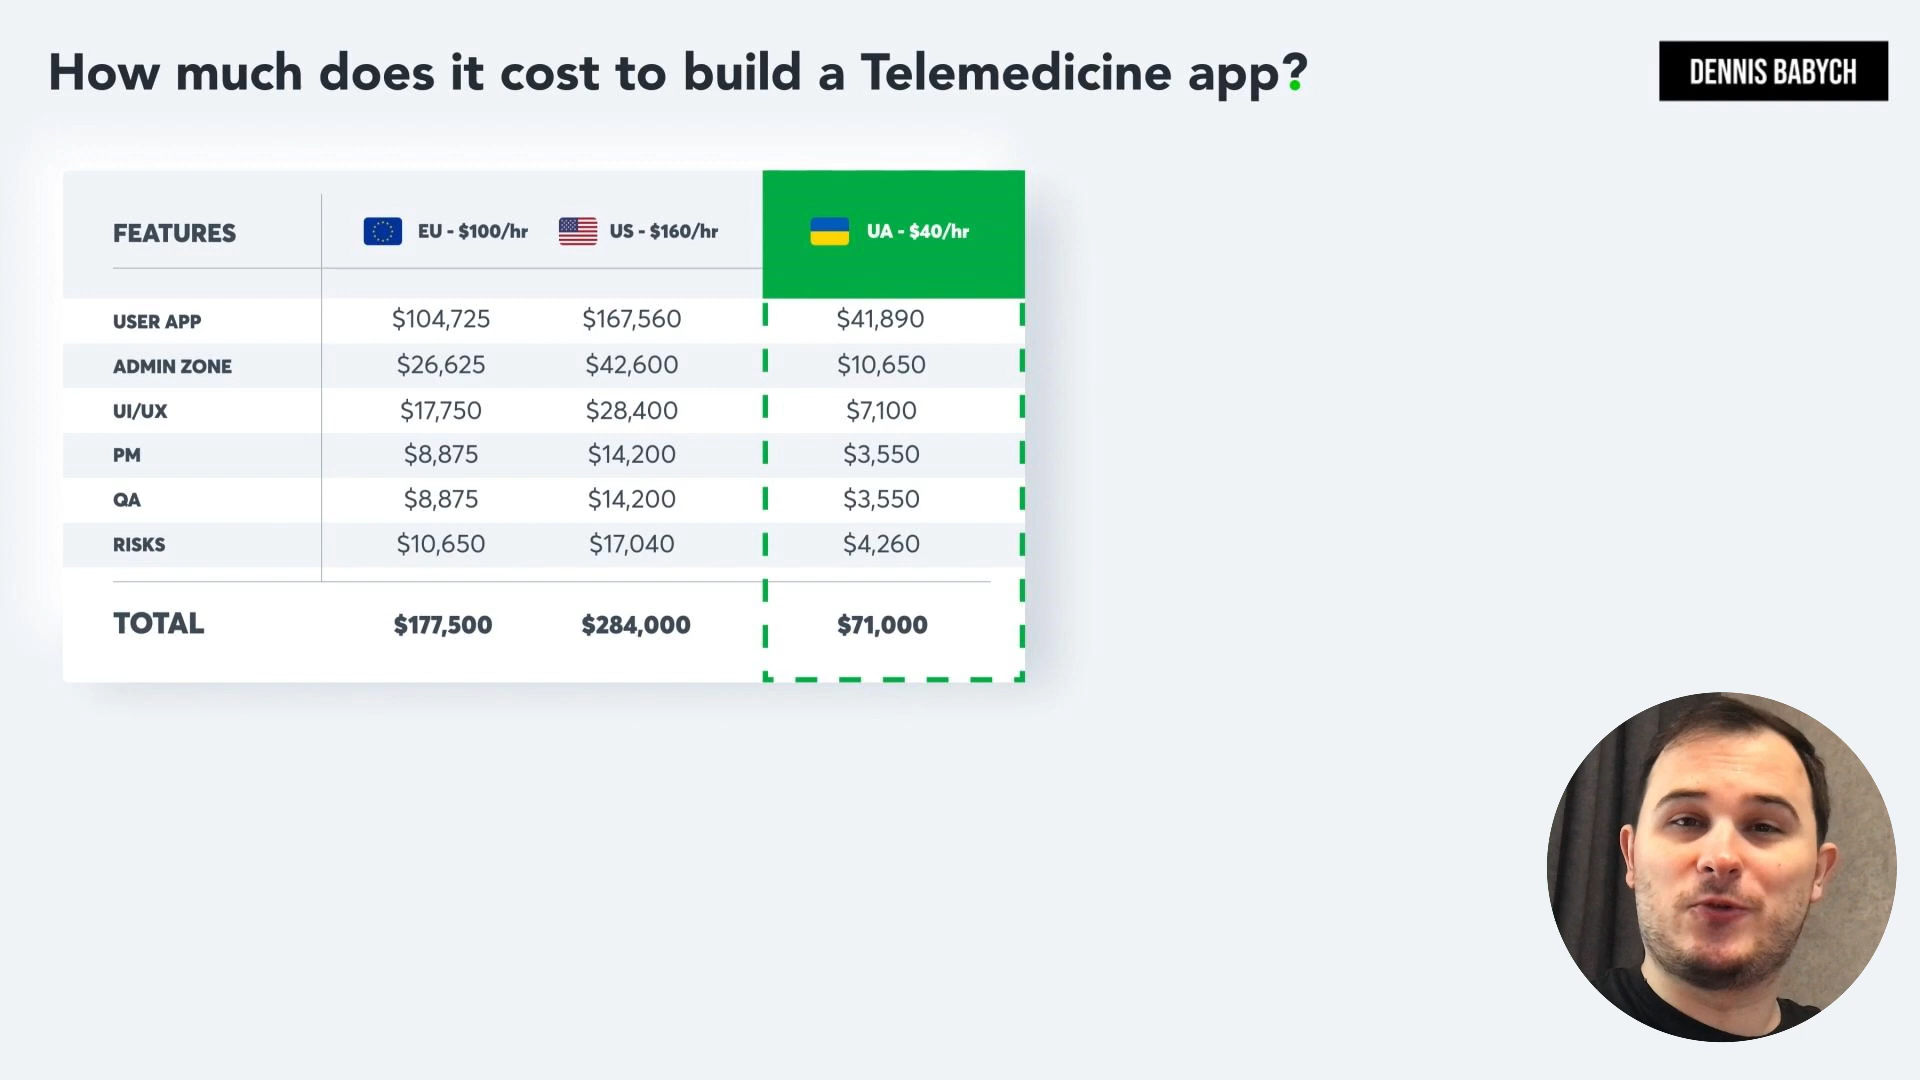 How much does it cost to build a Telemedicine app?
DENNIS BABYCH
FEATURES EU - $100/hr US - $160/hr UA - $40/hr
USER APP $104,725 $167,560 $41,890
ADMIN ZONE $26,625 $42,600 $10,650
UI/UX $17,750 $28,400 $7,100
PM $8,875 $14,200 $3,550
QA $8,875 $14,200 $3,550
RISKS $10,650 $17,040 $4,260
TOTAL $177,500 $284,000 $71,000